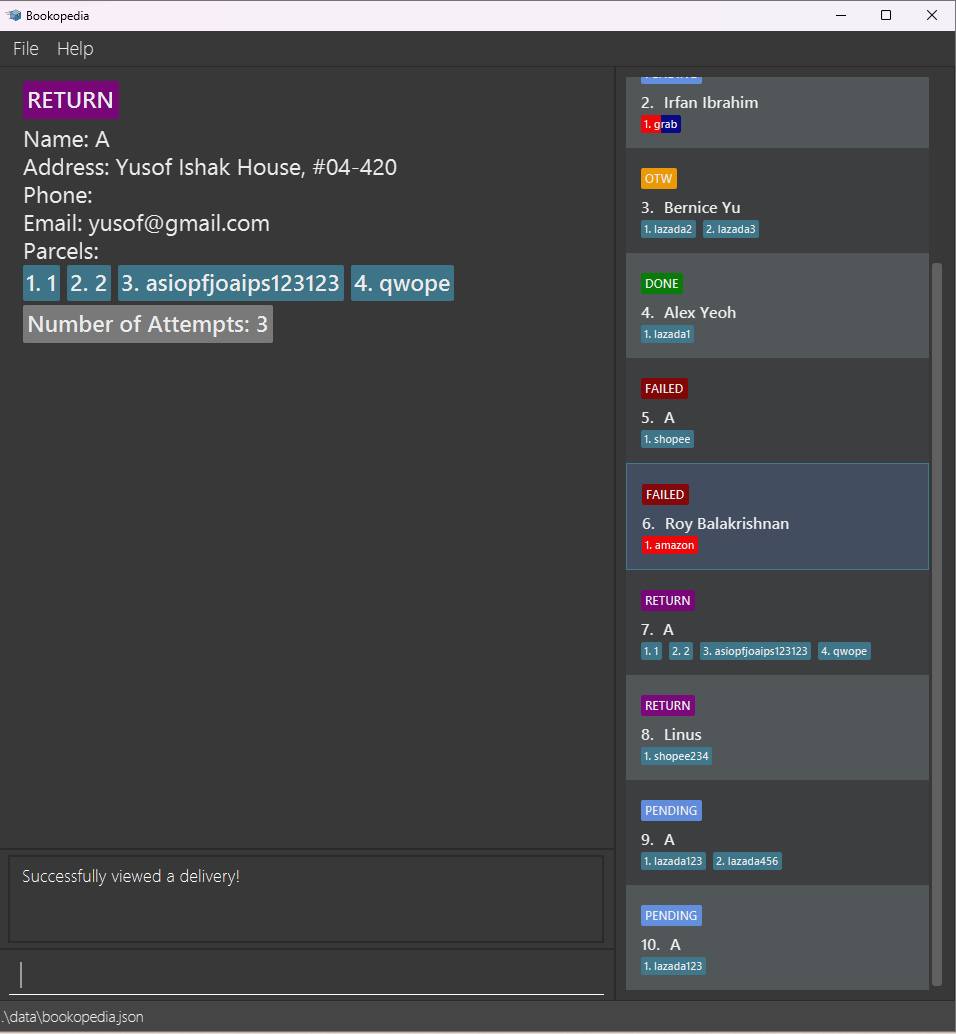 Bookopedia
File Help
RETURN
Name: A
Address: Yusof Ishak House, #04-420
Phone:
Email: yusof@gmail.com
Parcels:
1. 1 2. 2 3. asiopfjoaips123123 4. qwope
Number of Attempts: 3
Successfully viewed a delivery!
.\data\bookopedia.json
PENDING
2. Irfan Ibrahim
1. grab
OTW
3. Bernice Yu
1. lazada2 2. lazada3
DONE
4. Alex Yeoh
1. lazada1
FAILED
5. A
1. shopee
FAILED
6. Roy Balakrishnan
1. amazon
RETURN
7. A
1. 1 2. 2 3. asiopfjoaips123123 4. qwope
RETURN
8. Linus
1. shopee234
PENDING
9. A
1. lazada123 2. lazada456
PENDING
10. A
1. lazada123